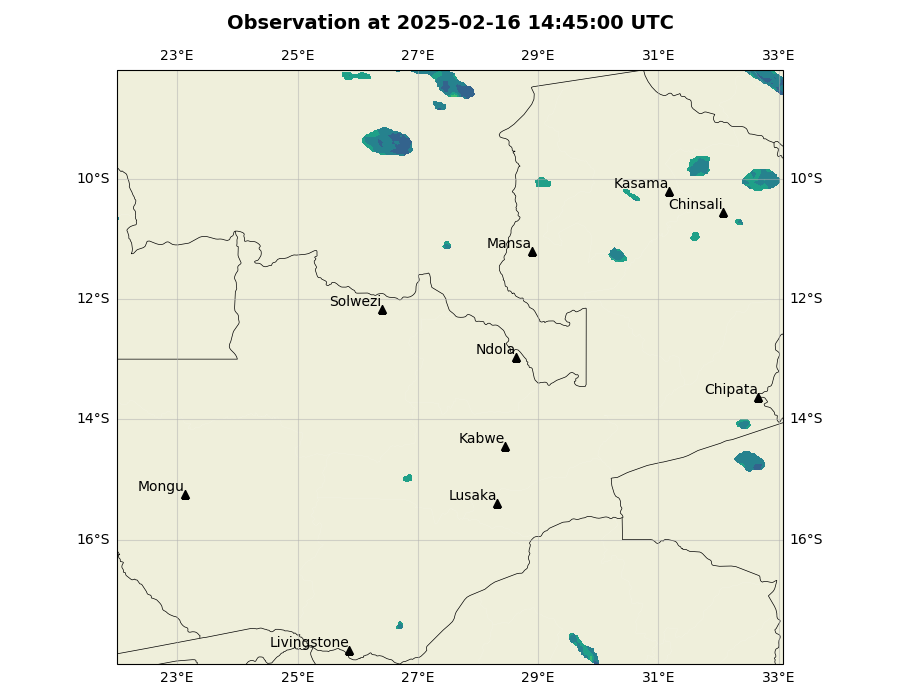 Observation at 2025-02-16 14:45:00 UTC
23°E 25°E 27°E 29°E 31°E 33°E
10°S 10°S
Kasama
Chinsali
Mansa
12°S 12°S
Solwezi
Ndola
Chipata
14°S 14°S
Kabwe
Mongu
Lusaka
16°S 16°S
Livingstone
23°E 25°E 27°E 29°E 31°E 33°E